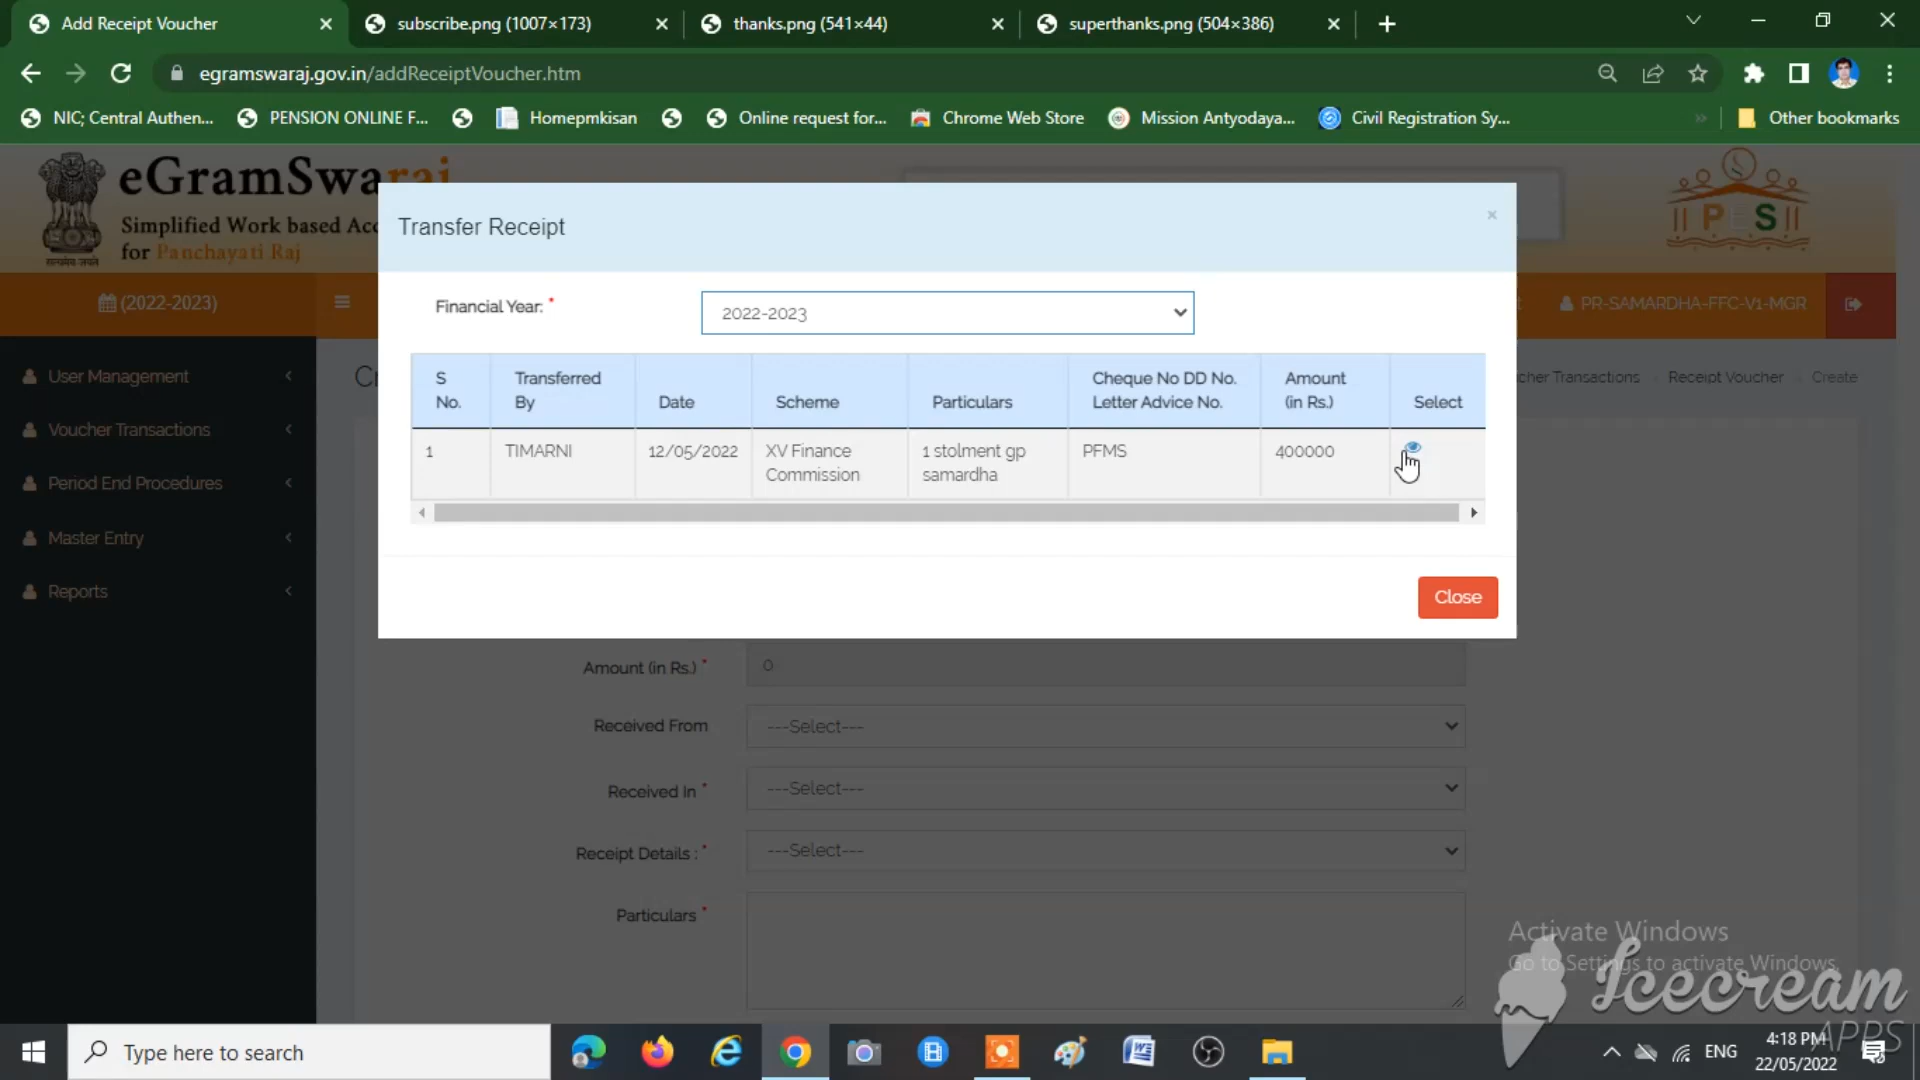 Add Receipt Voucher
subscribe.png (1007×173)
thanks.png (541×44)
superthanks.png (504×386)
egramswaraj.gov.in/addReceiptVoucher.htm
NIC; Central Authen...
PENSION ONLINE F...
Homepmkisan
Online request for...
Chrome Web Store
Mission Antyodaya...
Civil Registration Sy...
Other bookmarks
eGramSwaraj
Simplified Work based Acc
for Panchayati Raj
सत्यमेव जयते
PES
Transfer Receipt
×
(2022-2023)
PR-SAMARDHA-FFC-V1-MGR
Financial Year: *
2022-2023
User Management
Voucher Transactions
Period End Procedures
Master Entry
Reports
Cr
cher Transactions
Receipt Voucher
Create
S No.
Transferred By
Date
Scheme
Particulars
Cheque No DD No. Letter Advice No.
Amount (in Rs.)
Select
1
TIMARNI
12/05/2022
XV Finance Commission
1 stolment gp samardha
PFMS
400000
Close
Amount (in Rs.) *
0
Received From
---Select---
Received In *
---Select---
Receipt Details : *
---Select---
Particulars *
Activate Windows
Go to Settings to activate Windows.
Icecream
APPS
Type here to search
ENG
4:18 PM
22/05/2022